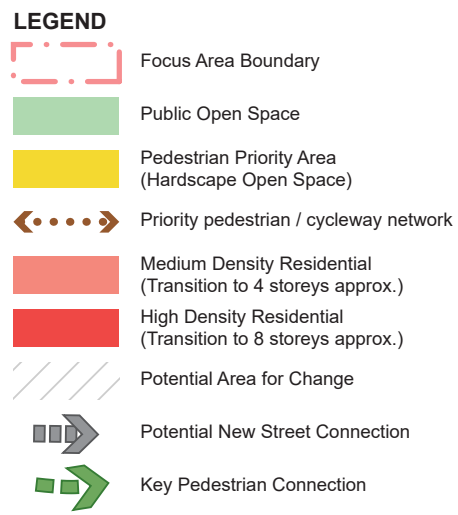 LEGEND
Focus Area Boundary
Public Open Space
Pedestrian Priority Area
(Hardscape Open Space)
Priority pedestrian / cycleway network
Medium Density Residential
(Transition to 4 storeys approx.)
High Density Residential
(Transition to 8 storeys approx.)
Potential Area for Change
Potential New Street Connection
Key Pedestrian Connection